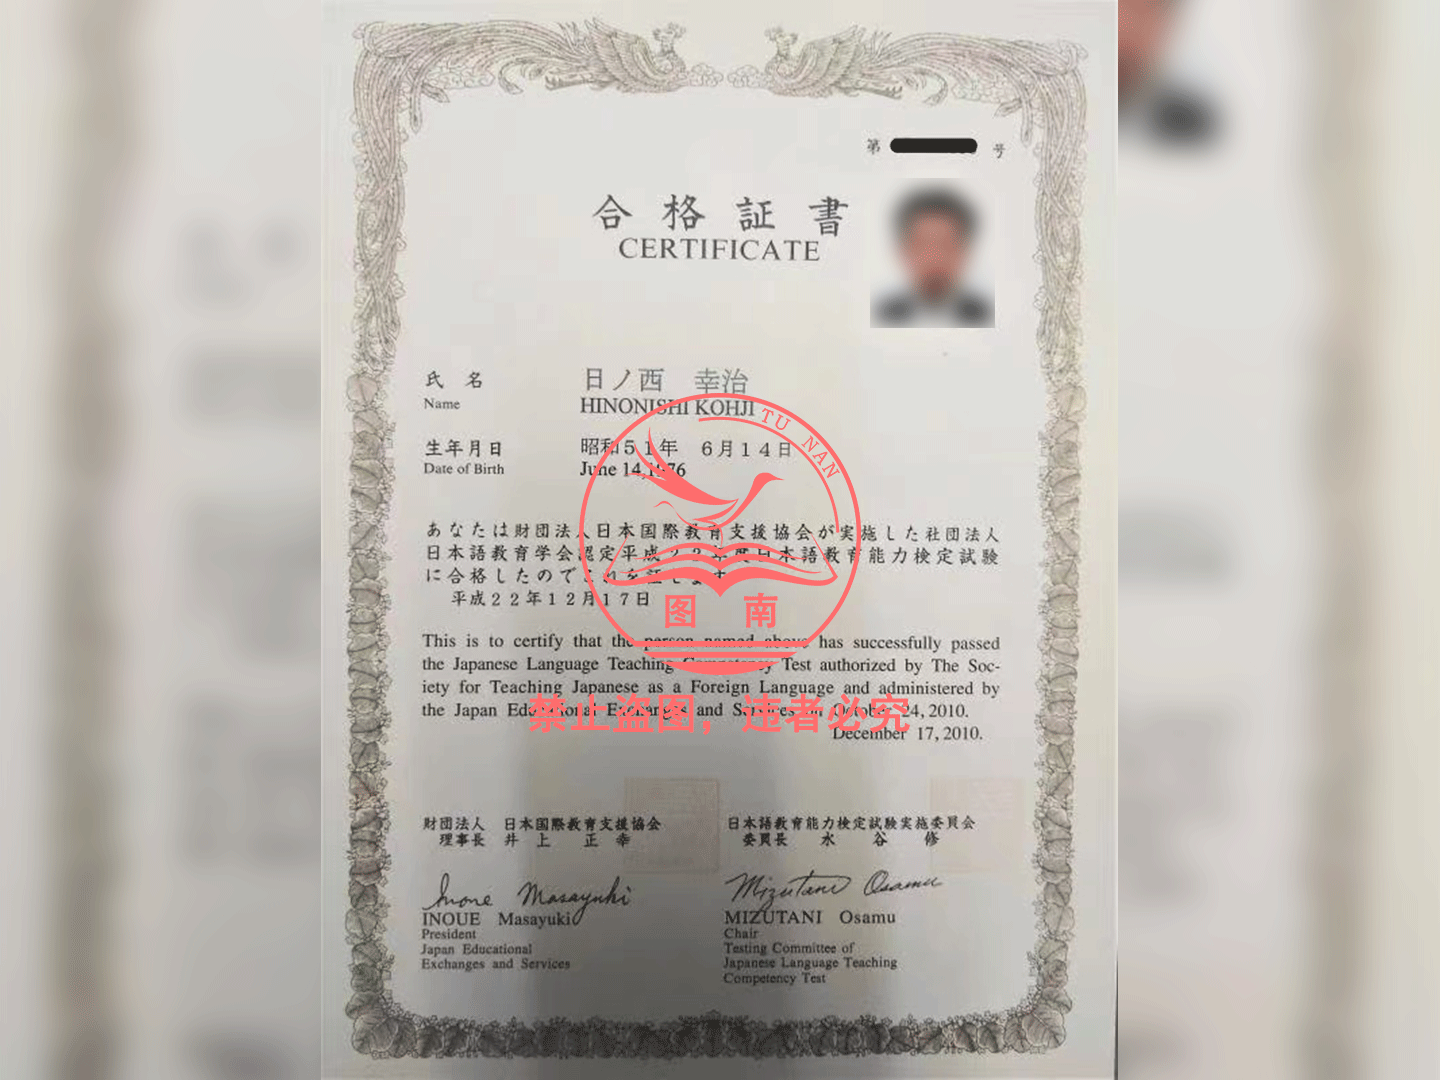 第 号
合格証書
CERTIFICATE
氏 名 日ノ西 幸治
Name HINONISHI KOHJI
生年月日 昭和51年 6月14日
Date of Birth June 14,1976
あなたは財団法人日本国際教育支援協会が実施した社団法人
日本語教育学会認定平成22年度日本語教育能力検定試験
に合格したのでこれを証します
平成22年12月17日
This is to certify that the person named above has successfully passed
the Japanese Language Teaching Competency Test authorized by The Soc-
iety for Teaching Japanese as a Foreign Language and administered by
the Japan Educational Exchanges and Services on October 24, 2010.
December 17, 2010.
TU NAN
图 南
禁止盗图，违者必究
財団法人 日本国際教育支援協会
理事長 井上正幸
Inoue Masayuki
INOUE Masayuki
President
Japan Educational
Exchanges and Services
日本語教育能力検定試験実施委員会
委員長 水谷修
Mizutani Osamu
MIZUTANI Osamu
Chair
Testing Committee of
Japanese Language Teaching
Competency Test